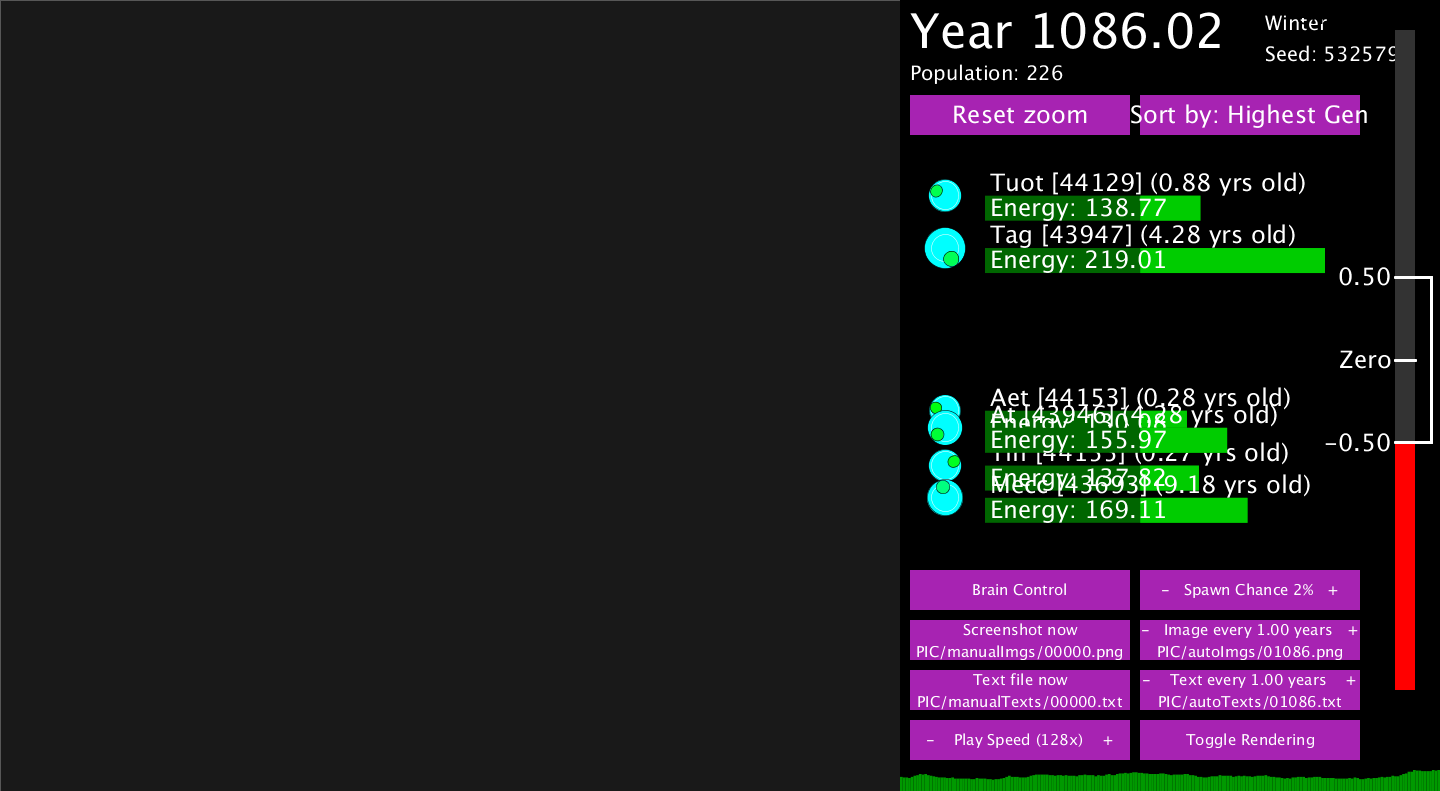 Year 1086.02
Winter
Seed: 532579
Population: 226
Reset zoom
Sort by: Highest Gen
Tuot [44129] (0.88 yrs old)
Energy: 138.77
Tag [43947] (4.28 yrs old)
Energy: 219.01
0.50
Zero
Aet [44153] (0.28 yrs old)
At [43946] (4.28 yrs old)
Energy: 155.97
−0.50
(0.27 yrs old)
Energy: 137.82
Mecc [43693] (9.18 yrs old)
Energy: 169.11
Brain Control
- Spawn Chance 2% +
Screenshot now
PIC/manualImgs/00000.png
- Image every 1.00 years +
PIC/autoImgs/01086.png
Text file now
PIC/manualTexts/00000.txt
- Text every 1.00 years +
PIC/autoTexts/01086.txt
- Play Speed (128x) +
Toggle Rendering